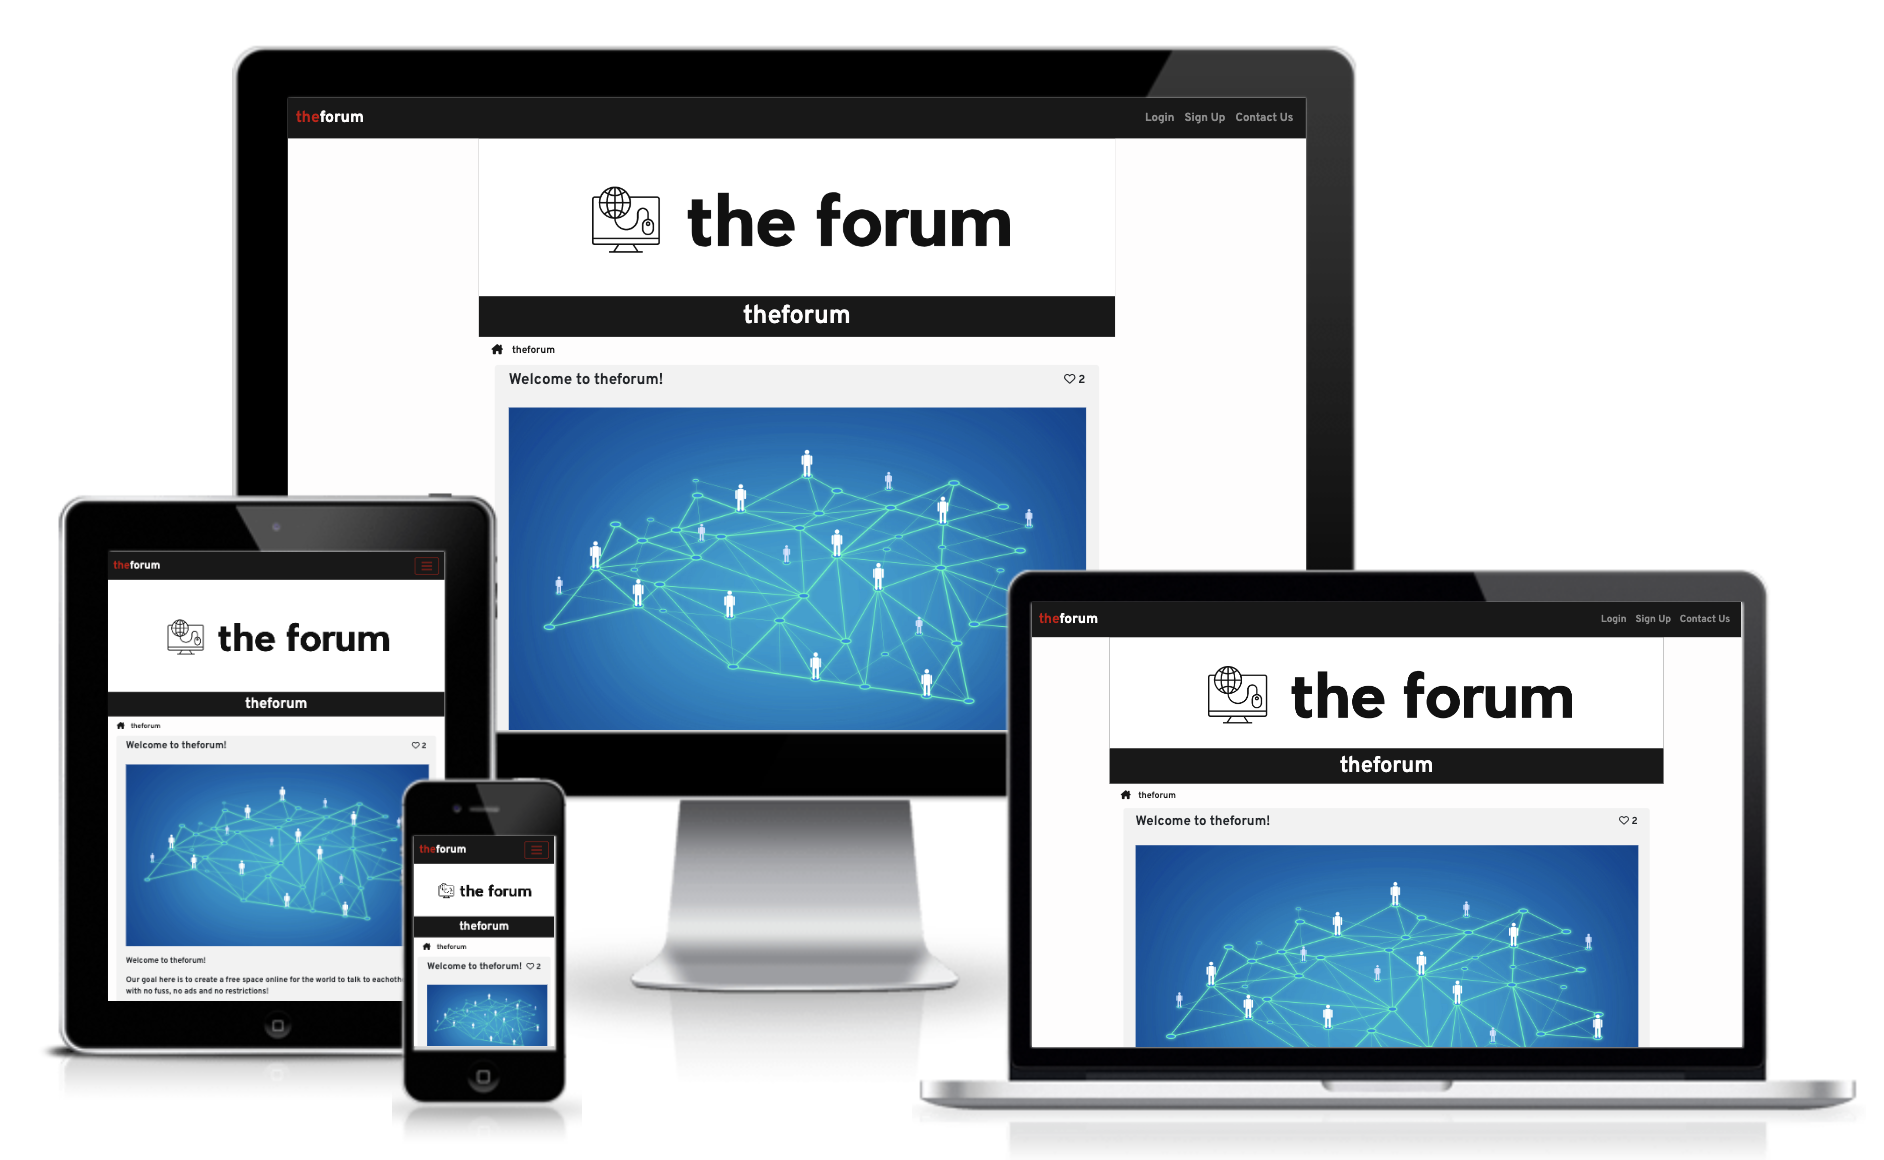 theforum
Login Sign Up Contact Us
the forum
theforum
theforum
Welcome to theforum!
2
theforum
the forum
theforum
theforum
Welcome to theforum!
2
Welcome to theforum!
Our goal here is to create a free space online for the world to talk to eachoth
with no fuss, no ads and no restrictions!
theforum
the forum
theforum
theforum
Welcome to theforum! 2
theforum
Login Sign Up Contact Us
the forum
theforum
theforum
Welcome to theforum!
2